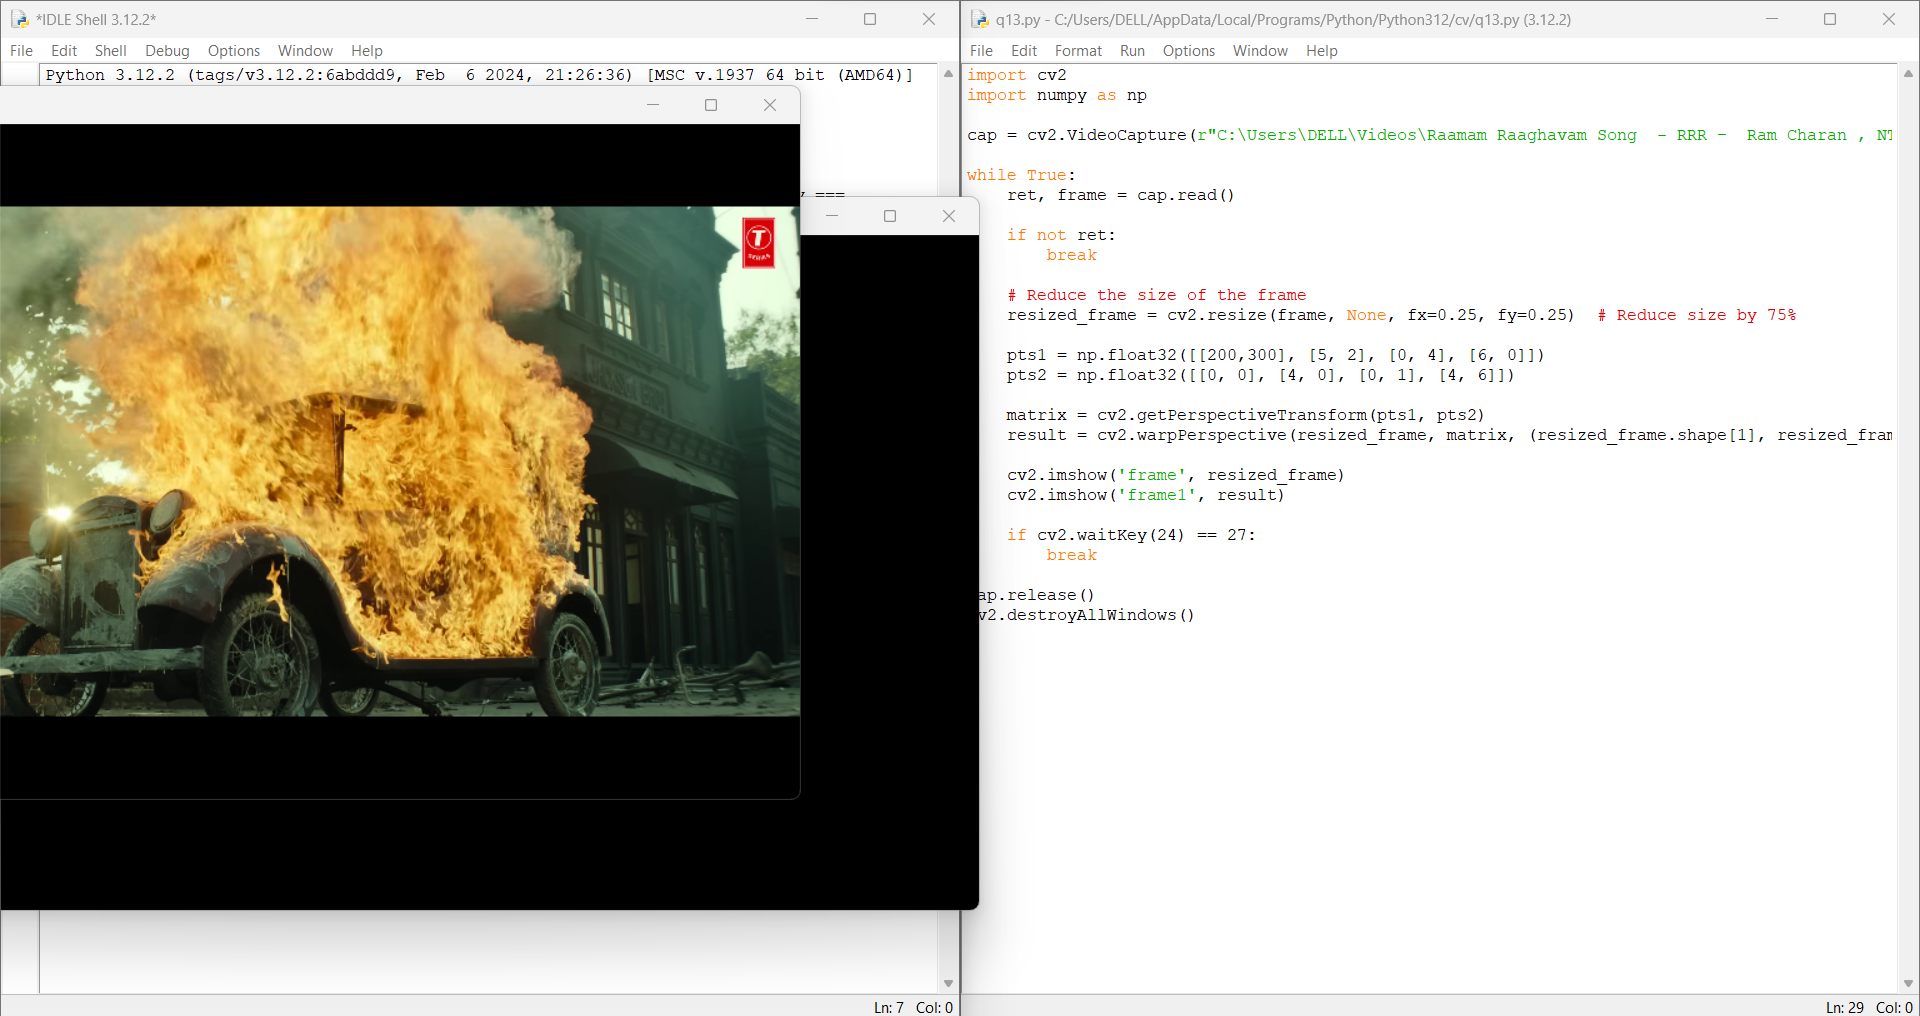 *IDLE Shell 3.12.2*
File Edit Shell Debug Options Window Help
Python 3.12.2 (tags/v3.12.2:6abddd9, Feb  6 2024, 21:26:36) [MSC v.1937 64 bit (AMD64)]
===
T
SERIES
Ln: 7 Col: 0
q13.py - C:/Users/DELL/AppData/Local/Programs/Python/Python312/cv/q13.py (3.12.2)
File Edit Format Run Options Window Help
import cv2
import numpy as np
cap = cv2.VideoCapture(r"C:\Users\DELL\Videos\Raamam Raaghavam Song  - RRR -  Ram Charan , NT
while True:
    ret, frame = cap.read()
    if not ret:
        break
    # Reduce the size of the frame
    resized_frame = cv2.resize(frame, None, fx=0.25, fy=0.25)  # Reduce size by 75%
    pts1 = np.float32([[200,300], [5, 2], [0, 4], [6, 0]])
    pts2 = np.float32([[0, 0], [4, 0], [0, 1], [4, 6]])
    matrix = cv2.getPerspectiveTransform(pts1, pts2)
    result = cv2.warpPerspective(resized_frame, matrix, (resized_frame.shape[1], resized_fram
    cv2.imshow('frame', resized_frame)
    cv2.imshow('frame1', result)
    if cv2.waitKey(24) == 27:
        break
ap.release()
v2.destroyAllWindows()
Ln: 29 Col: 0